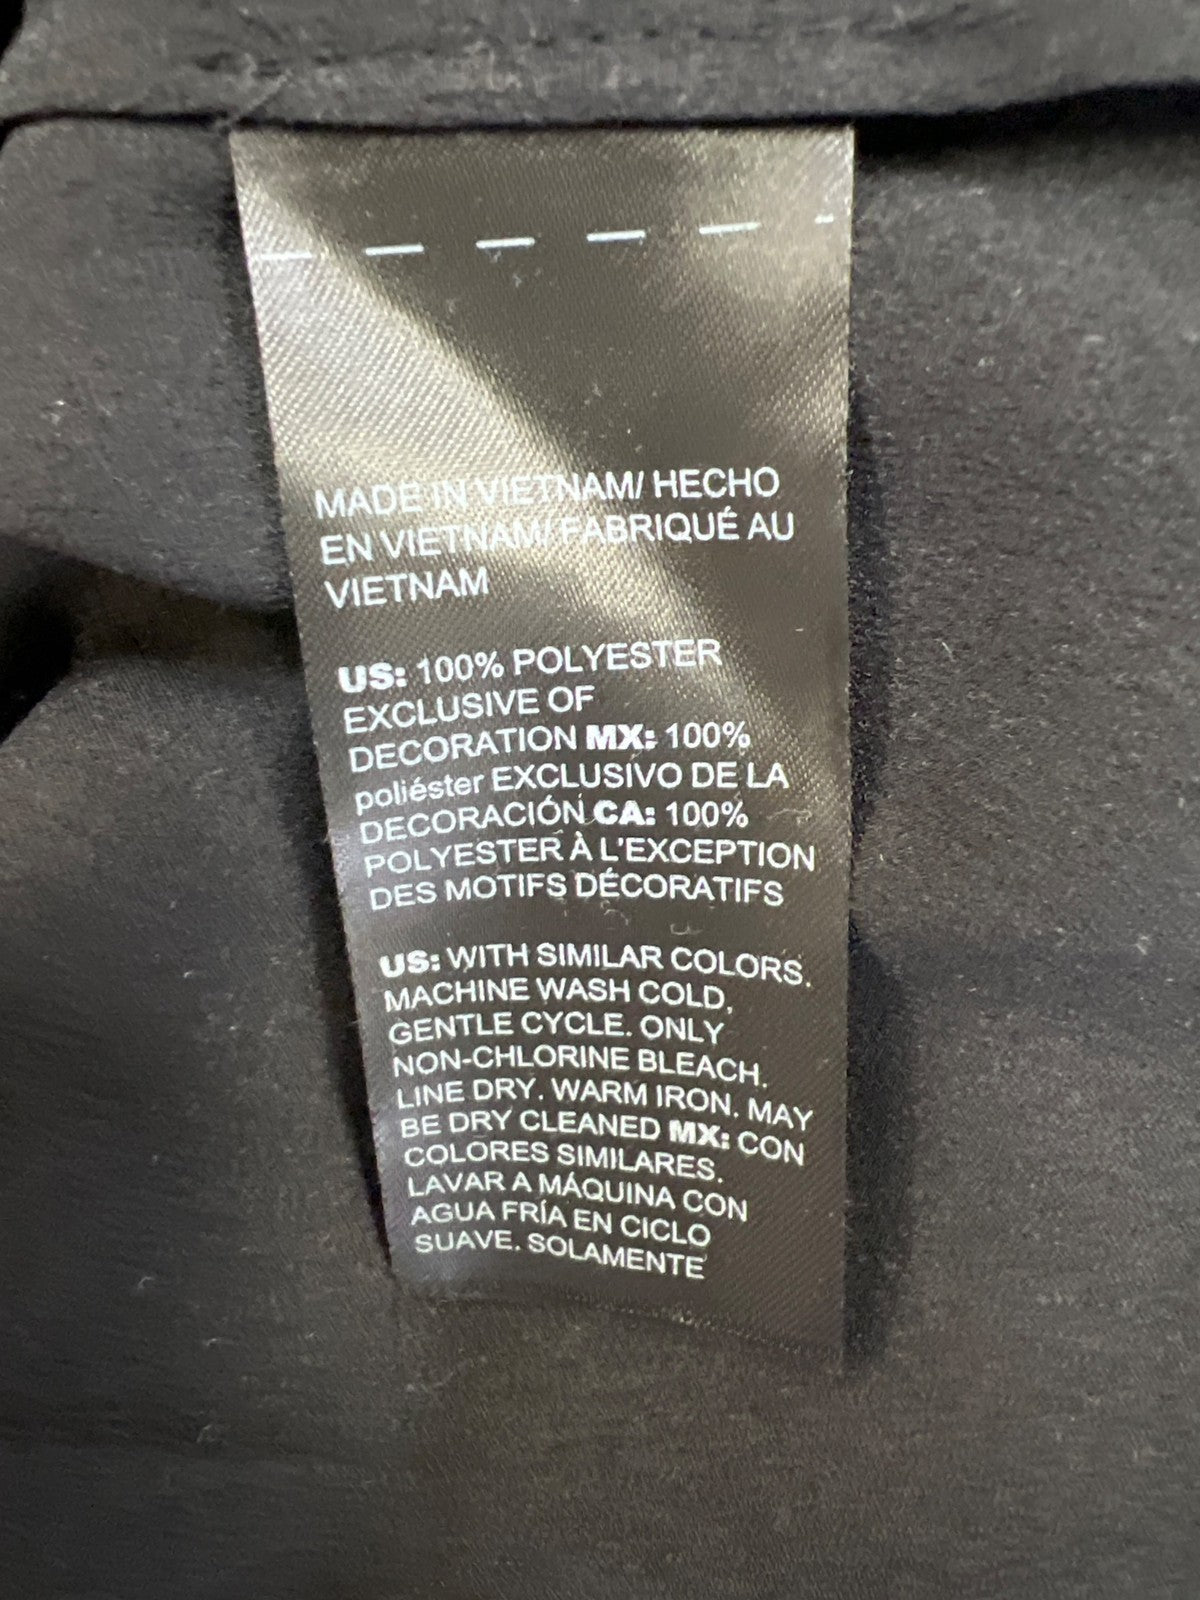 MADE IN VIETNAM/ HECHO
EN VIETNAM/ FABRIQUÉ AU
VIETNAM
US: 100% POLYESTER
EXCLUSIVE OF
DECORATION MX: 100%
poliéster EXCLUSIVO DE LA
DECORACIÓN CA: 100%
POLYESTER À L'EXCEPTION
DES MOTIFS DÉCORATIFS
US: WITH SIMILAR COLORS.
MACHINE WASH COLD,
GENTLE CYCLE. ONLY
NON-CHLORINE BLEACH.
LINE DRY. WARM IRON. MAY
BE DRY CLEANED MX: CON
COLORES SIMILARES.
LAVAR A MÁQUINA CON
AGUA FRÍA EN CICLO
SUAVE. SOLAMENTE